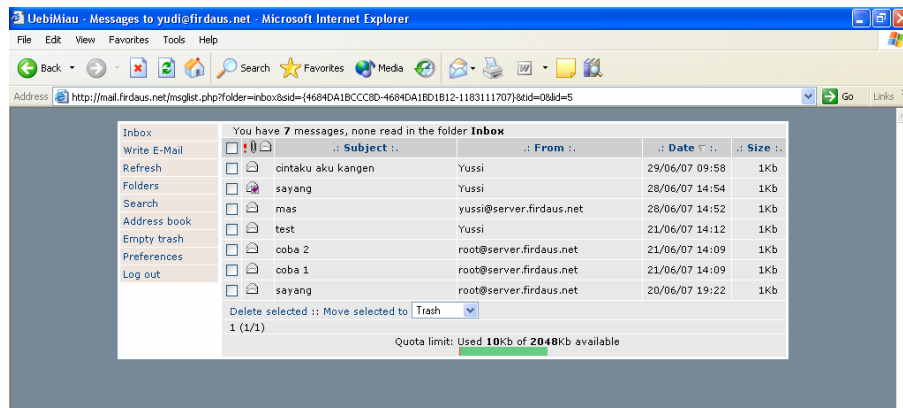 UebiMiau - Messages to yudi@firdaus.net - Microsoft Internet Explorer
File Edit View Favorites Tools Help
Back Search Favorites Media
Address http://mail.firdaus.net/msglist.php?folder=inbox&sid={4684DA1BCCC8D-4684DA1BD1B12-1183111707}&tid=0&lid=5 Go Links
Inbox
Write E-Mail
Refresh
Folders
Search
Address book
Empty trash
Preferences
Log out
You have 7 messages, none read in the folder Inbox
.: Subject :. .: From :. .: Date :. .: Size :.
cintaku aku kangen Yussi 29/06/07 09:58 1Kb
sayang Yussi 28/06/07 14:54 1Kb
mas yussi@server.firdaus.net 28/06/07 14:52 1Kb
test Yussi 21/06/07 14:12 1Kb
coba 2 root@server.firdaus.net 21/06/07 14:09 1Kb
coba 1 root@server.firdaus.net 21/06/07 14:09 1Kb
sayang root@server.firdaus.net 20/06/07 19:22 1Kb
Delete selected :: Move selected to Trash
1 (1/1)
Quota limit: Used 10Kb of 2048Kb available